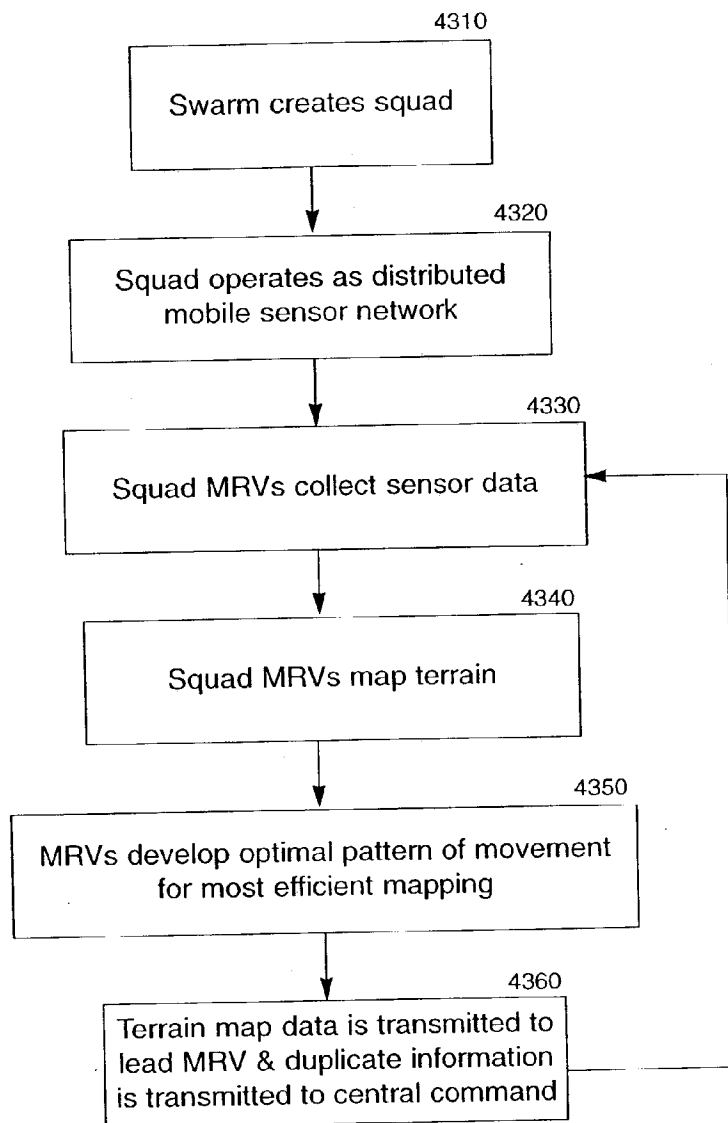 4310
Swarm creates squad
4320
Squad operates as distributed
mobile sensor network
4330
Squad MRVs collect sensor data
4340
Squad MRVs map terrain
4350
MRVs develop optimal pattern of movement
for most efficient mapping
4360
Terrain map data is transmitted to
lead MRV & duplicate information
is transmitted to central command